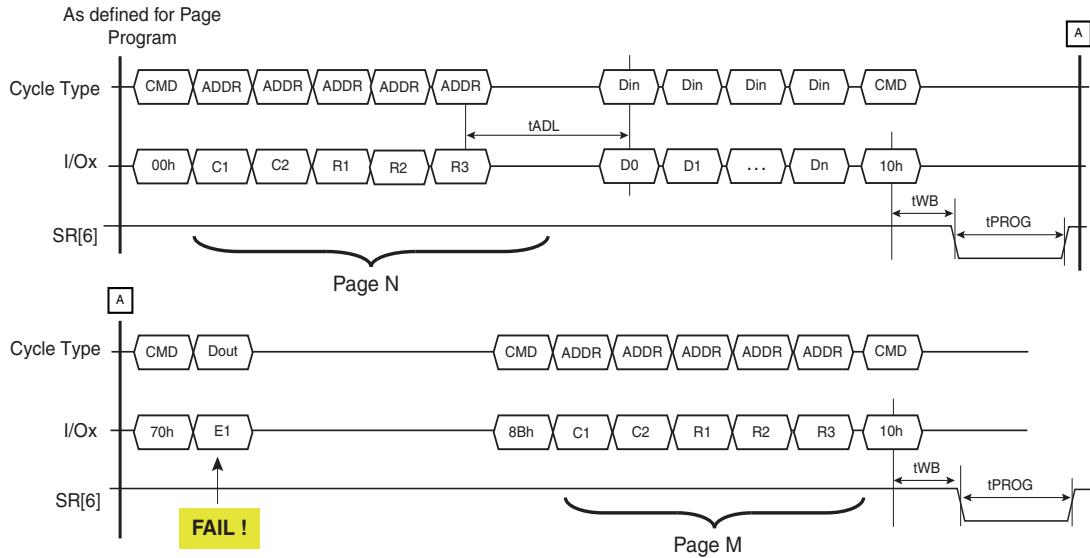 As defined for Page
Program
A
Cycle Type CMD ADDR ADDR ADDR ADDR ADDR Din Din Din Din CMD
tADL
I/Ox 00h C1 C2 R1 R2 R3 D0 D1 ... Dn 10h
tWB tPROG
SR[6]
Page N
A
Cycle Type CMD Dout CMD ADDR ADDR ADDR ADDR ADDR CMD
I/Ox 70h E1 8Bh C1 C2 R1 R2 R3 10h
tWB tPROG
SR[6]
FAIL !
Page M